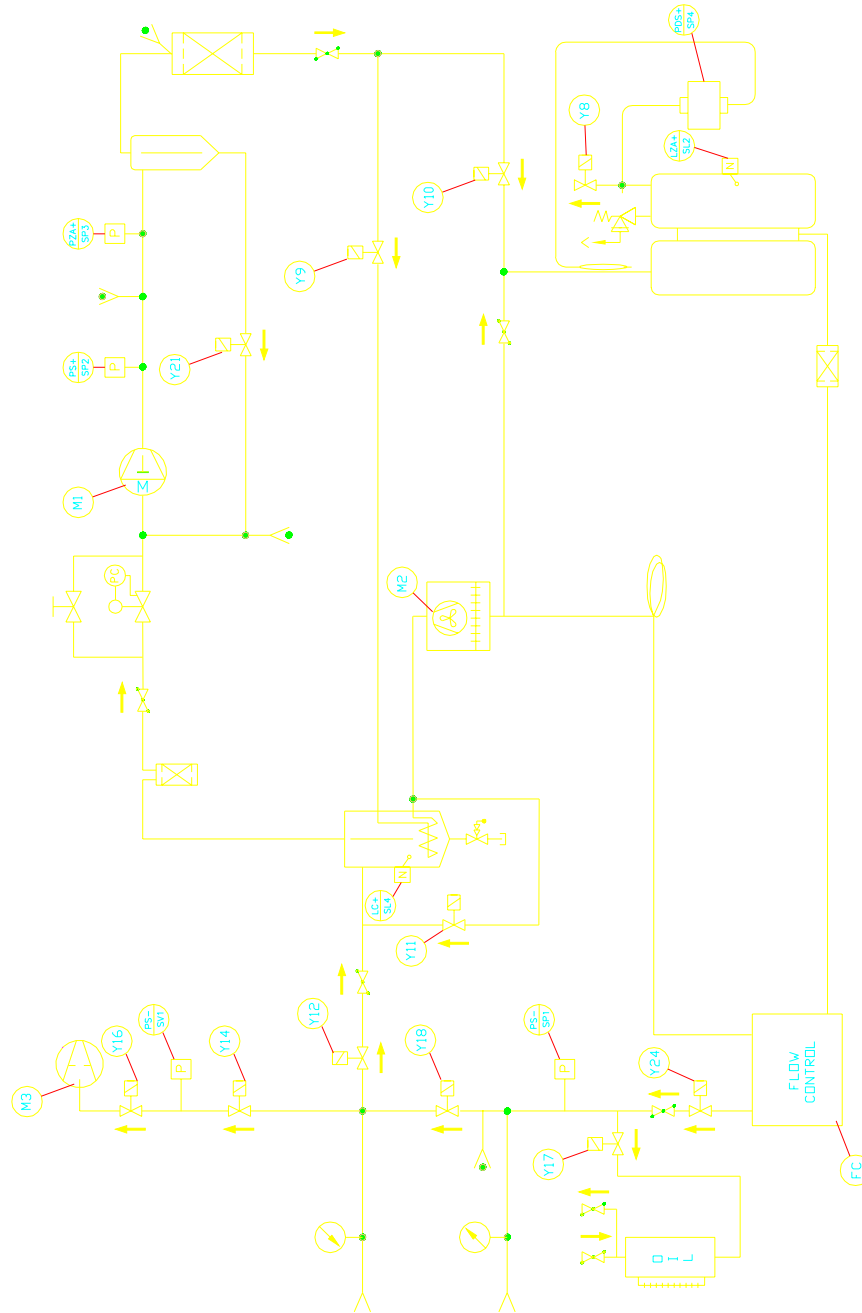 M3
M1
PS+
SP2
PZA+
SP3
Y16
PC
P
P
M
PS-
SV1
Y21
P
Y14
Y9
Y12
LC+
SL4
N
M2
Y11
Y18
Y10
PS-
SP1
Y17
P
Y8
Y24
O
I
L
LZA+
SL2
PDS+
SP4
N
FLOW
CONTROL
FC